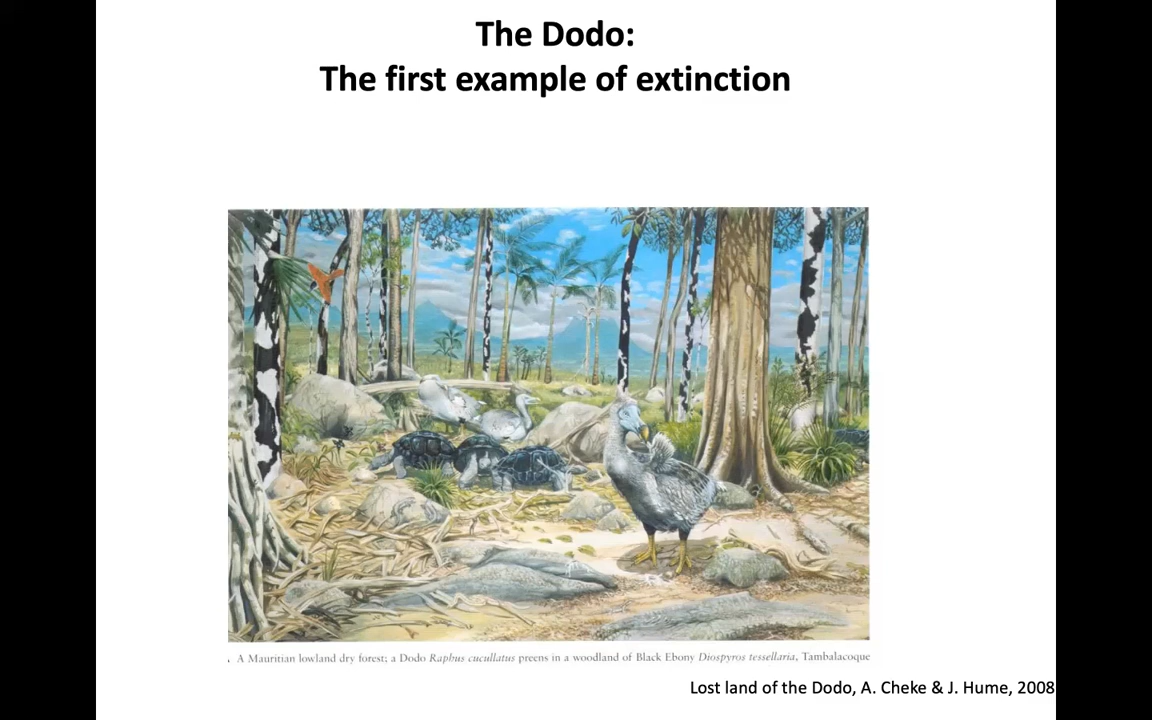 The Dodo:
The first example of extinction
. A Mauritian lowland dry forest; a Dodo Raphus cucullatus preens in a woodland of Black Ebony Diospyros tessellaria, Tambalacoque
Lost land of the Dodo, A. Cheke & J. Hume, 2008